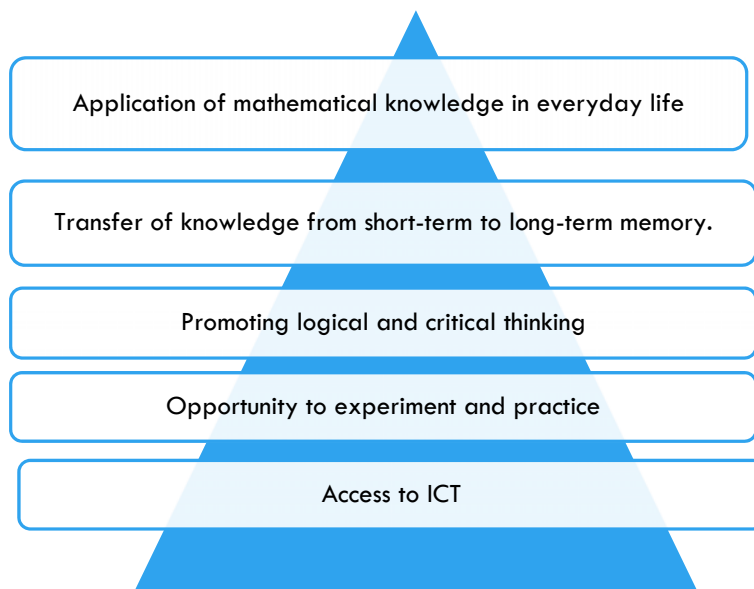 Application of mathematical knowledge in everyday life
Transfer of knowledge from short-term to long-term memory.
Promoting logical and critical thinking
Opportunity to experiment and practice
Access to ICT